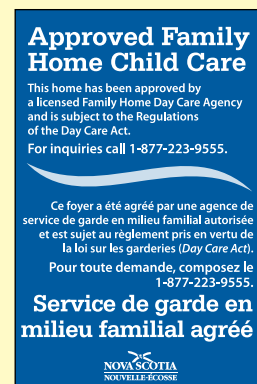 Approved Family
Home Child Care
This home has been approved by
a licensed Family Home Day Care Agency
and is subject to the Regulations
of the Day Care Act.
For inquiries call 1-877-223-9555.
Ce foyer a été agréé par une agence de
service de garde en milieu familial autorisée
et est sujet au règlement pris en vertu de
la loi sur les garderies (Day Care Act).
Pour toute demande, composez le
1-877-223-9555.
Service de garde en
milieu familial agréé
NOVA SCOTIA
NOUVELLE-ÉCOSSE